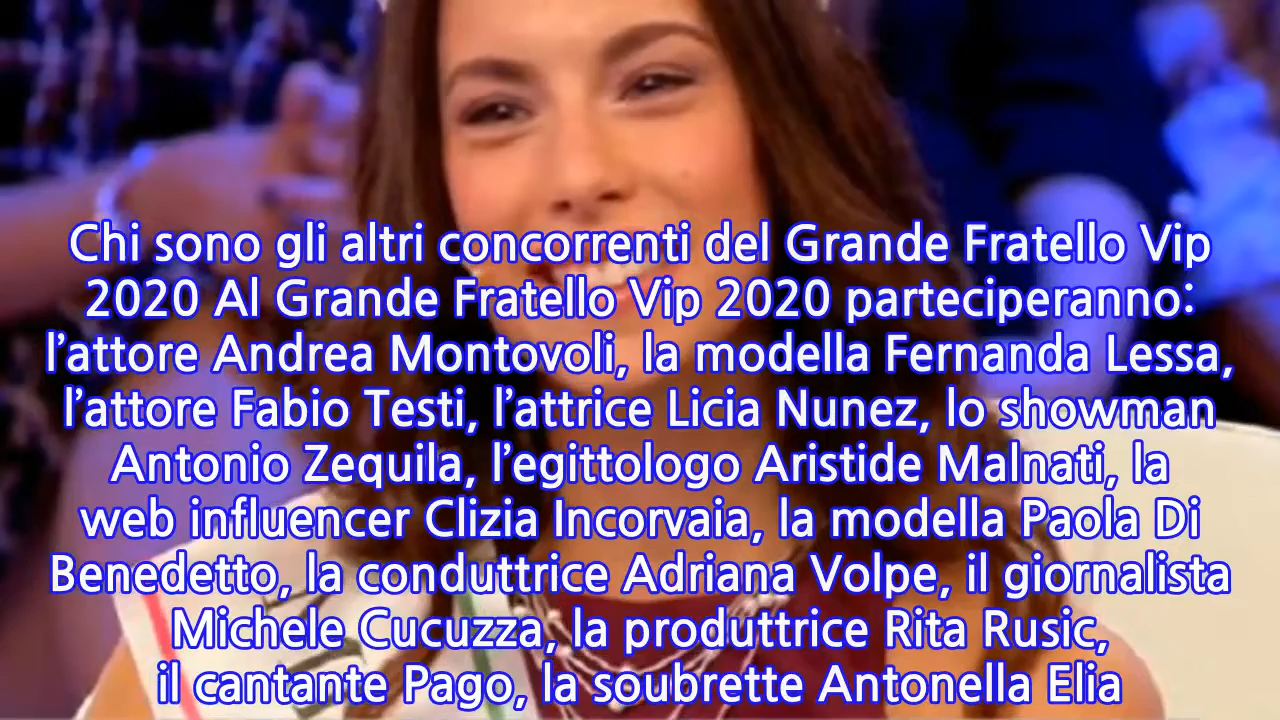 Chi sono gli altri concorrenti del Grande Fratello Vip
2020 Al Grande Fratello Vip 2020 parteciperanno:
l'attore Andrea Montovoli, la modella Fernanda Lessa,
l'attore Fabio Testi, l'attrice Licia Nunez, lo showman
Antonio Zequila, l'egittologo Aristide Malnati, la
web influencer Clizia Incorvaia, la modella Paola Di
Benedetto, la conduttrice Adriana Volpe, il giornalista
Michele Cucuzza, la produttrice Rita Rusic,
il cantante Pago, la soubrette Antonella Elia